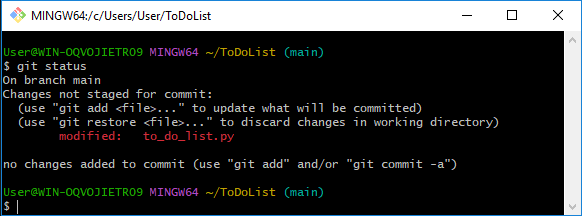 MINGW64:/c/Users/User/ToDoList
User@WIN-OQVOJIETRO9 MINGW64 ~/ToDoList (main)
$ git status
On branch main
Changes not staged for commit:
  (use "git add <file>..." to update what will be committed)
  (use "git restore <file>..." to discard changes in working directory)
        modified:   to_do_list.py
no changes added to commit (use "git add" and/or "git commit -a")
User@WIN-OQVOJIETRO9 MINGW64 ~/ToDoList (main)
$